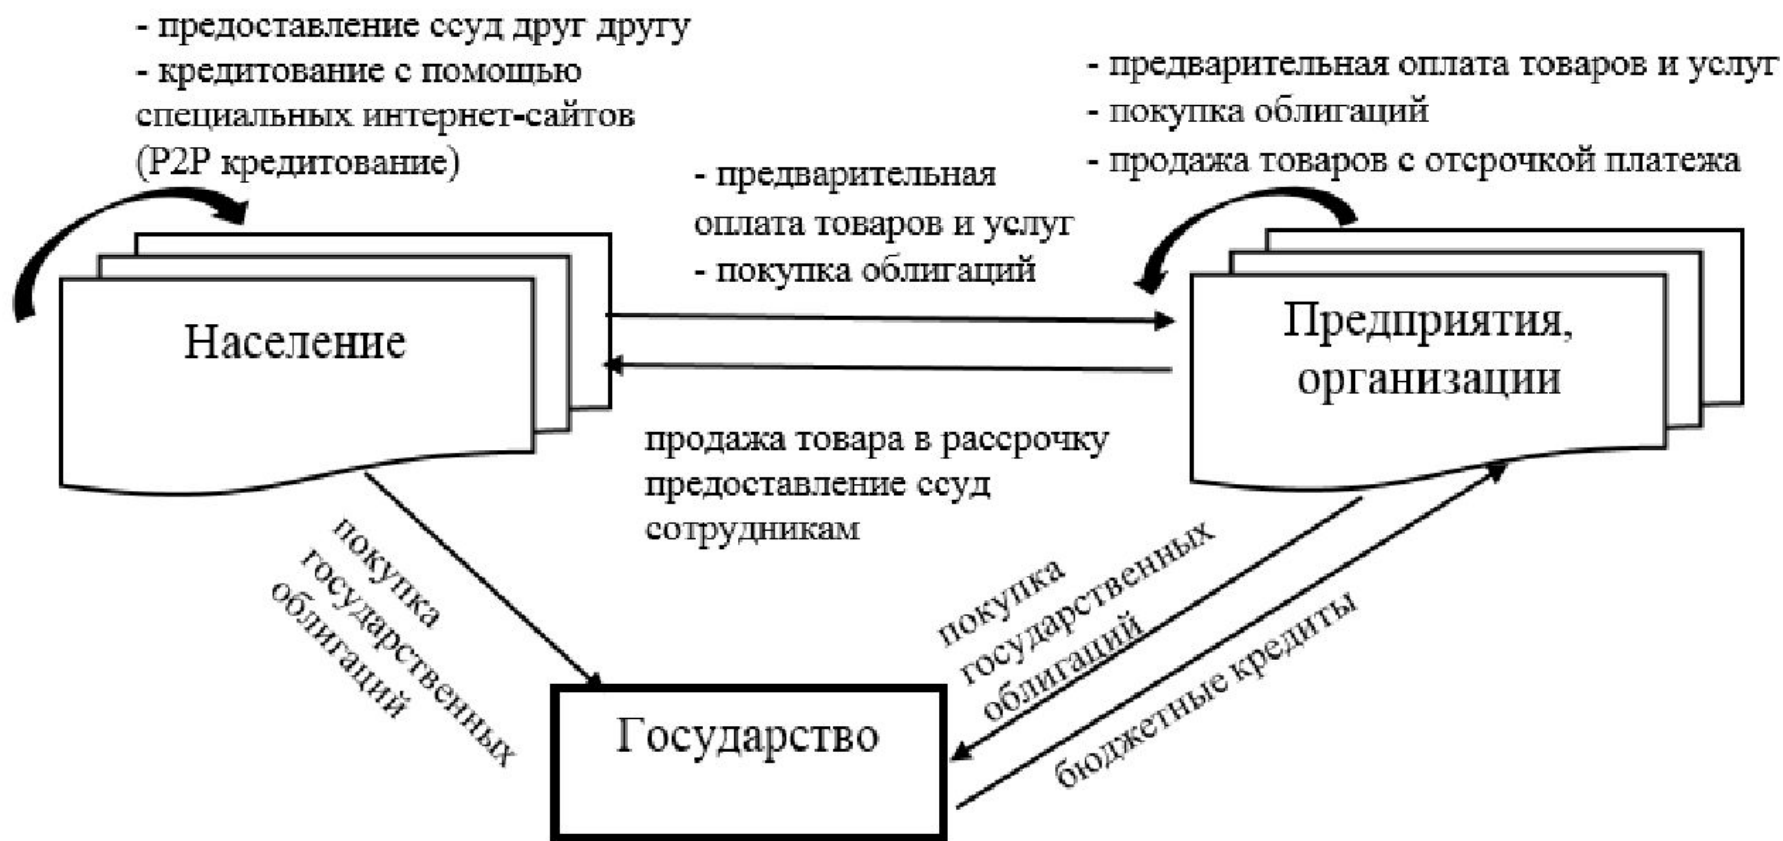 - предоставление ссуд друг другу
- кредитование с помощью
специальных интернет-сайтов
(P2P кредитование)
- предварительная оплата товаров и услуг
- покупка облигаций
- продажа товаров с отсрочкой платежа
- предварительная
оплата товаров и услуг
- покупка облигаций
Население
Предприятия,
организации
продажа товара в рассрочку
предоставление ссуд
сотрудникам
покупка
государственных
облигаций
покупка
государственных
облигаций
бюджетные кредиты
Государство